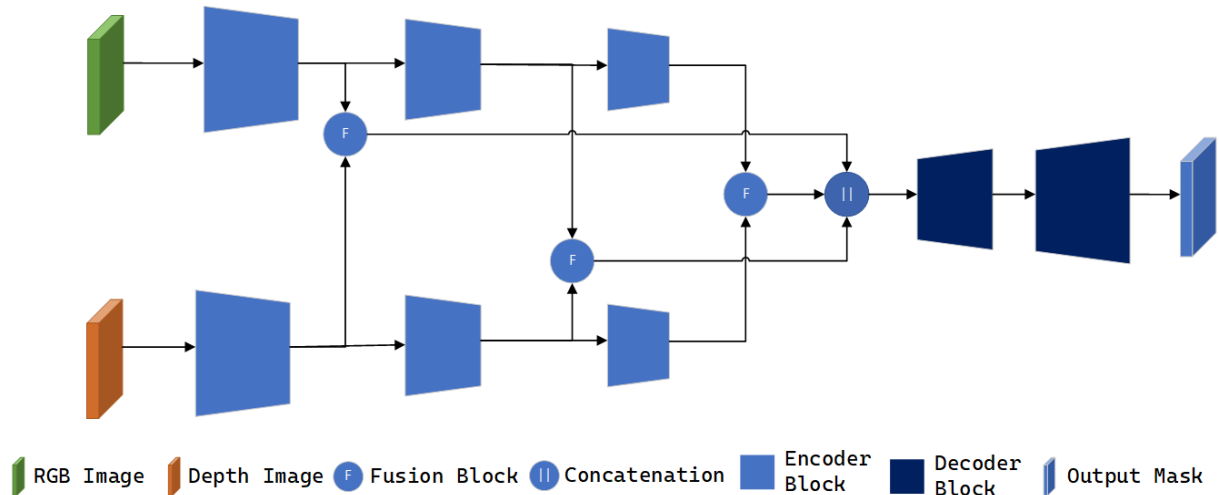 F
F
F
||
RGB Image
Depth Image
F
Fusion Block
||
Concatenation
Encoder
Block
Decoder
Block
Output Mask